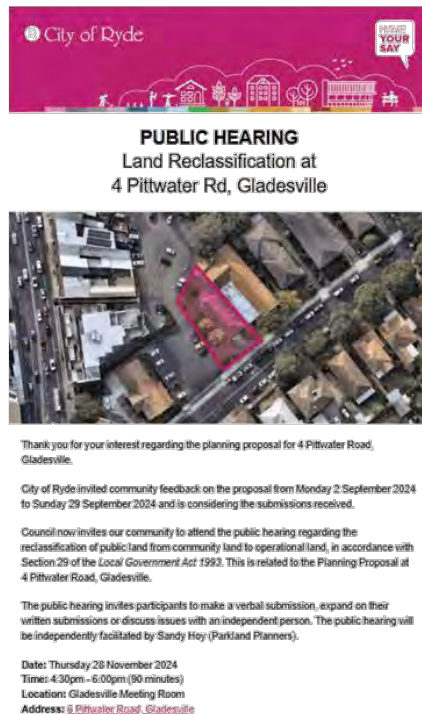 City of Ryde
HAVE
YOUR
SAY
PUBLIC HEARING
Land Reclassification at
4 Pittwater Rd, Gladesville
Thank you for your interest regarding the planning proposal for 4 Pittwater Road,
Gladesville.
City of Ryde invited community feedback on the proposal from Monday 2 September 2024
to Sunday 29 September 2024 and is considering the submissions received.
Council now invites our community to attend the public hearing regarding the
reclassification of public land from community land to operational land, in accordance with
Section 29 of the Local Government Act 1993. This is related to the Planning Proposal at
4 Pittwater Road, Gladesville.
The public hearing invites participants to make a verbal submission, expand on their
written submissions or discuss issues with an independent person. The public hearing will
be independently facilitated by Sandy Hoy (Parkland Planners).
Date: Thursday 28 November 2024
Time: 4:30pm - 6:00pm (90 minutes)
Location: Gladesville Meeting Room
Address: 6 Pittwater Road, Gladesville